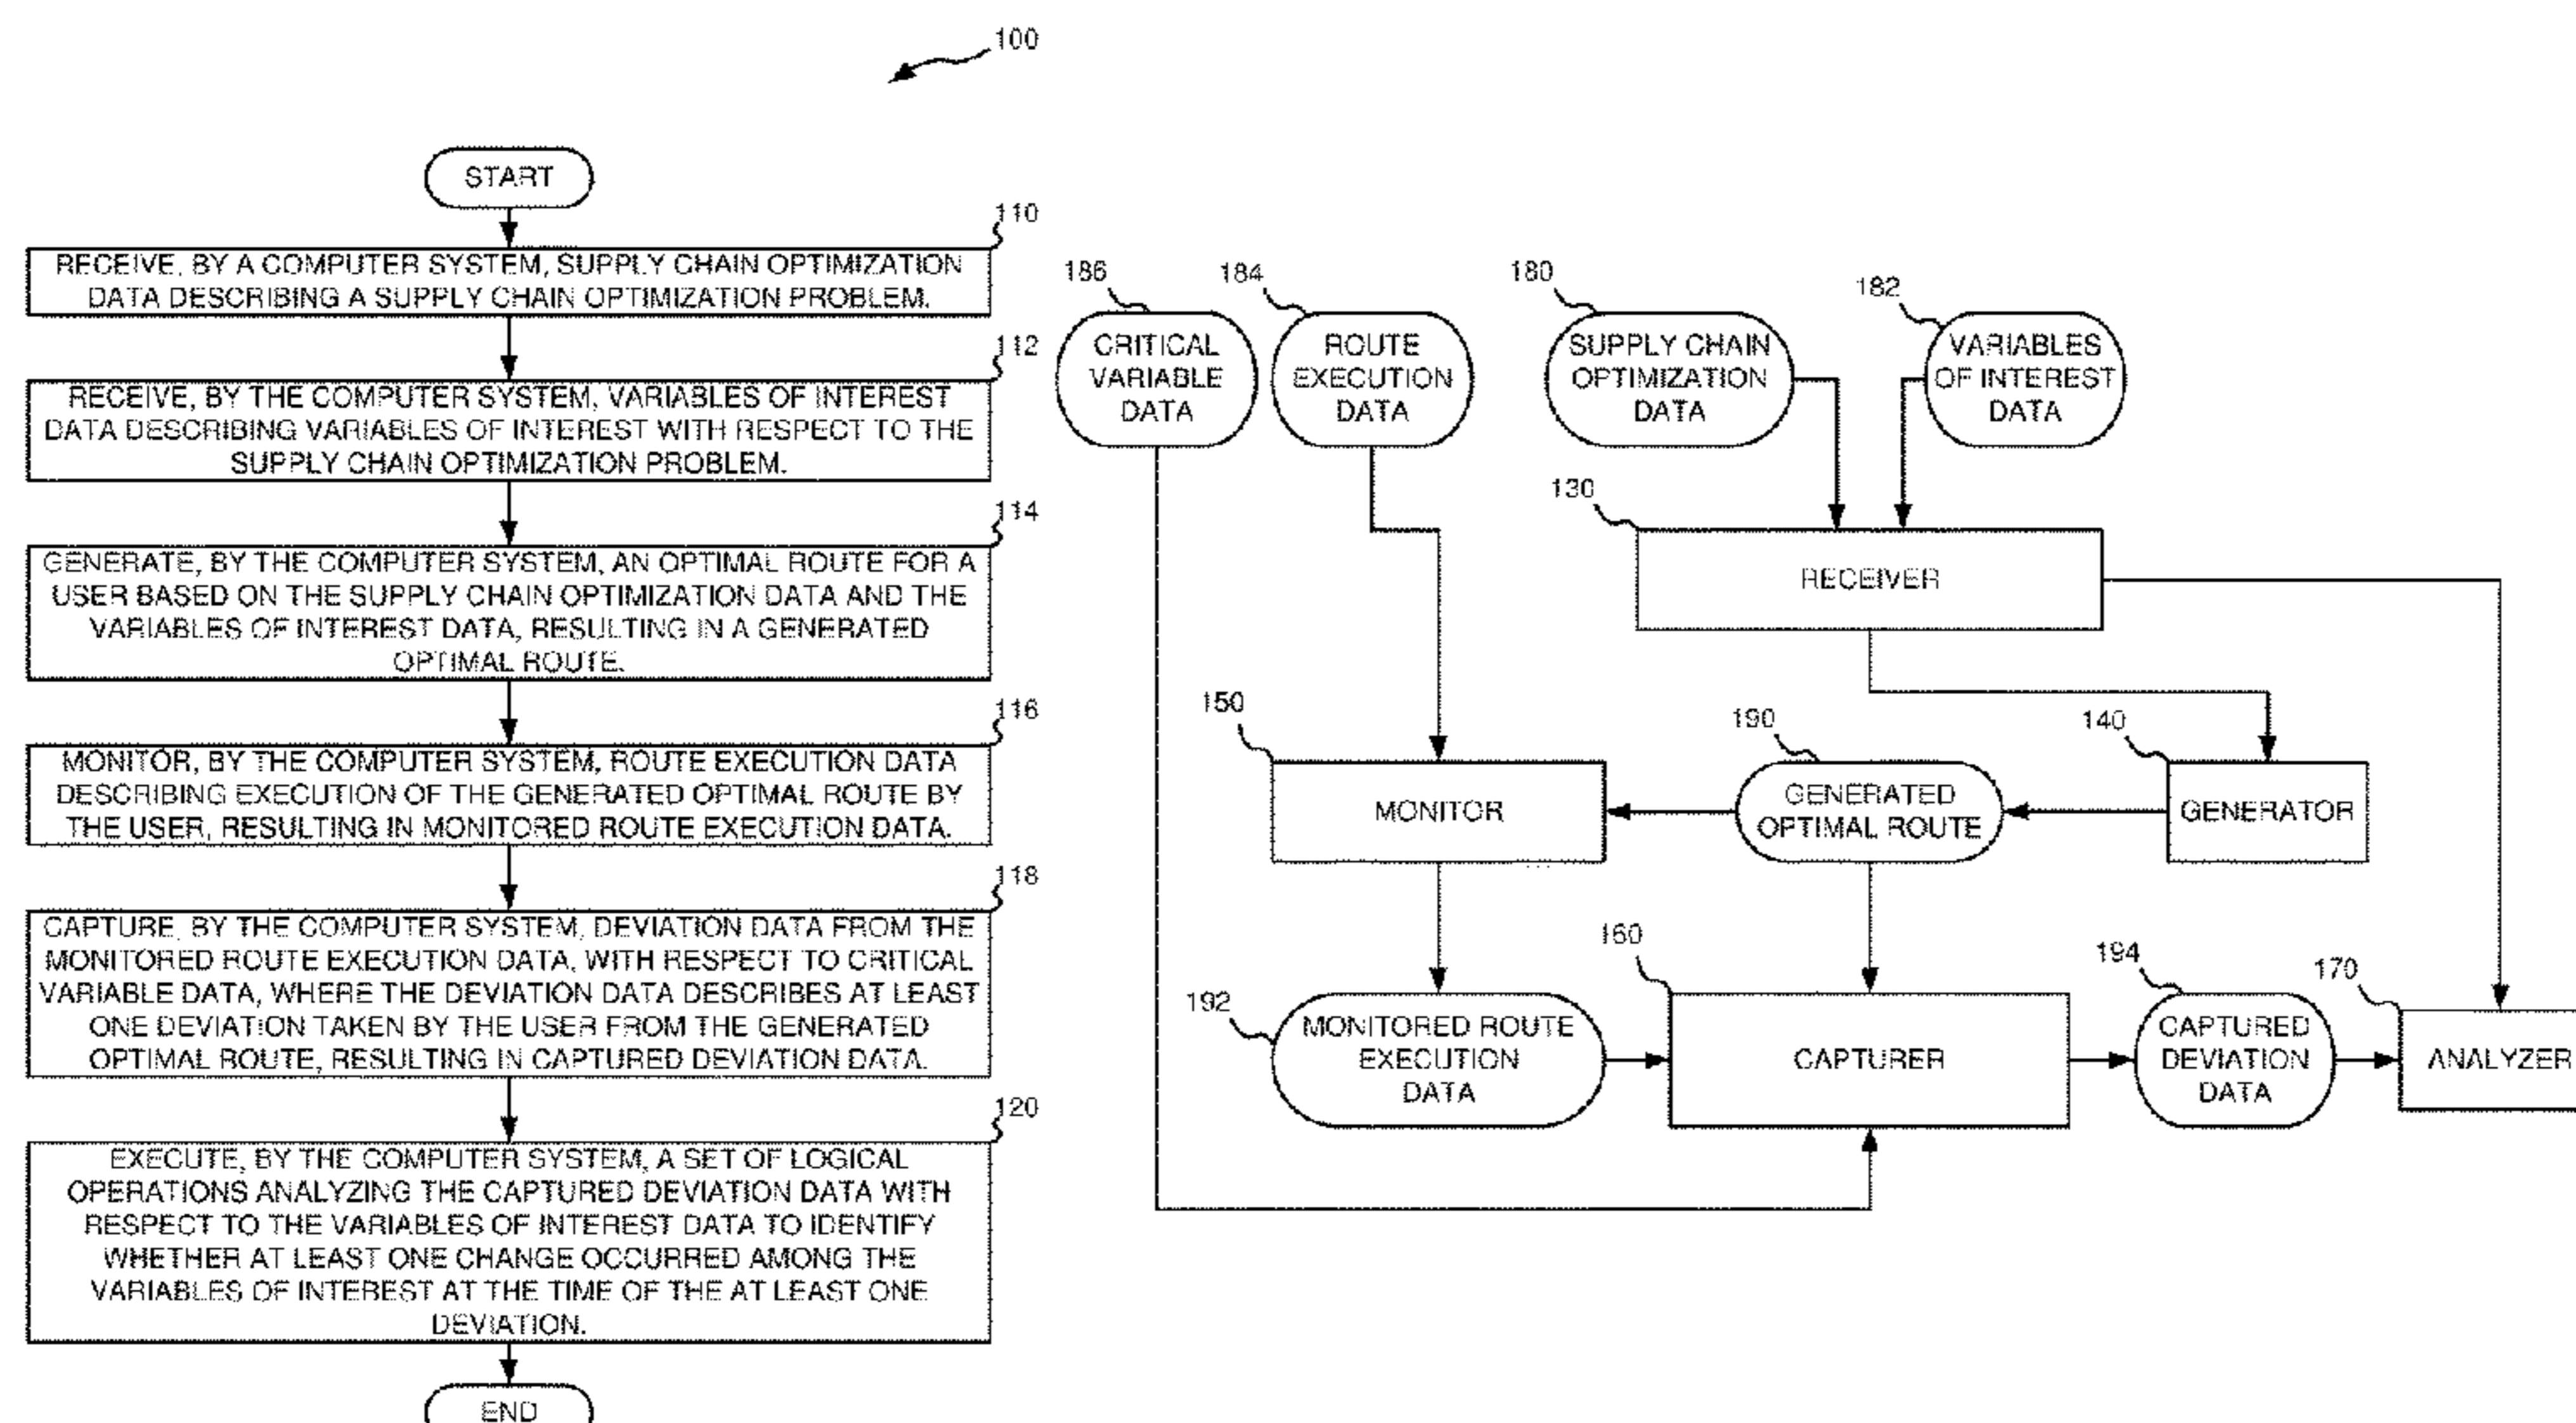 100
START
110
RECEIVE, BY A COMPUTER SYSTEM, SUPPLY CHAIN OPTIMIZATION
DATA DESCRIBING A SUPPLY CHAIN OPTIMIZATION PROBLEM.
112
RECEIVE, BY THE COMPUTER SYSTEM, VARIABLES OF INTEREST
DATA DESCRIBING VARIABLES OF INTEREST WITH RESPECT TO THE
SUPPLY CHAIN OPTIMIZATION PROBLEM.
114
GENERATE, BY THE COMPUTER SYSTEM, AN OPTIMAL ROUTE FOR A
USER BASED ON THE SUPPLY CHAIN OPTIMIZATION DATA AND THE
VARIABLES OF INTEREST DATA, RESULTING IN A GENERATED
OPTIMAL ROUTE.
116
MONITOR, BY THE COMPUTER SYSTEM, ROUTE EXECUTION DATA
DESCRIBING EXECUTION OF THE GENERATED OPTIMAL ROUTE BY
THE USER, RESULTING IN MONITORED ROUTE EXECUTION DATA.
118
CAPTURE, BY THE COMPUTER SYSTEM, DEVIATION DATA FROM THE
MONITORED ROUTE EXECUTION DATA, WITH RESPECT TO CRITICAL
VARIABLE DATA, WHERE THE DEVIATION DATA DESCRIBES AT LEAST
ONE DEVIATION TAKEN BY THE USER FROM THE GENERATED
OPTIMAL ROUTE, RESULTING IN CAPTURED DEVIATION DATA.
120
EXECUTE, BY THE COMPUTER SYSTEM, A SET OF LOGICAL
OPERATIONS ANALYZING THE CAPTURED DEVIATION DATA WITH
RESPECT TO THE VARIABLES OF INTEREST DATA TO IDENTIFY
WHETHER AT LEAST ONE CHANGE OCCURRED AMONG THE
VARIABLES OF INTEREST AT THE TIME OF THE AT LEAST ONE
DEVIATION.
END
186
CRITICAL
VARIABLE
DATA
184
ROUTE
EXECUTION
DATA
180
SUPPLY CHAIN
OPTIMIZATION
DATA
182
VARIABLES
OF INTEREST
DATA
130
RECEIVER
150
MONITOR
190
GENERATED
OPTIMAL ROUTE
140
GENERATOR
192
MONITORED ROUTE
EXECUTION
DATA
160
CAPTURER
194
CAPTURED
DEVIATION
DATA
170
ANALYZER